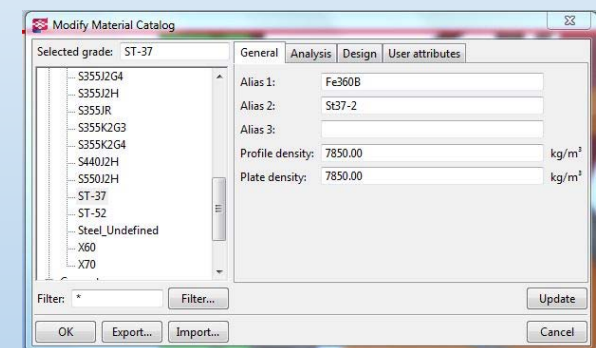 Modify Material Catalog
Selected grade: ST-37
General Analysis Design User attributes
S355J2G4
S355J2H
S355JR
S355K2G3
S355K2G4
S440J2H
S550J2H
ST-37
ST-52
Steel_Undefined
X60
X70
Alias 1: Fe360B
Alias 2: St37-2
Alias 3:
Profile density: 7850.00 kg/m³
Plate density: 7850.00 kg/m³
Filter: * Filter... Update
OK Export... Import... Cancel